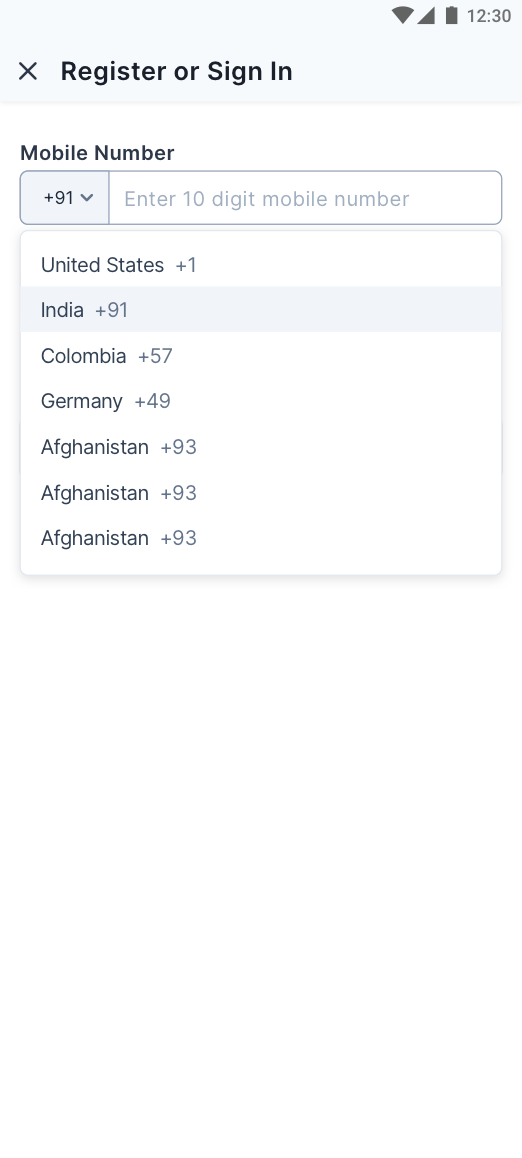 12:30
Register or Sign In
Mobile Number
+91 Enter 10 digit mobile number
United States +1
India +91
Colombia +57
Germany +49
Afghanistan +93
Afghanistan +93
Afghanistan +93